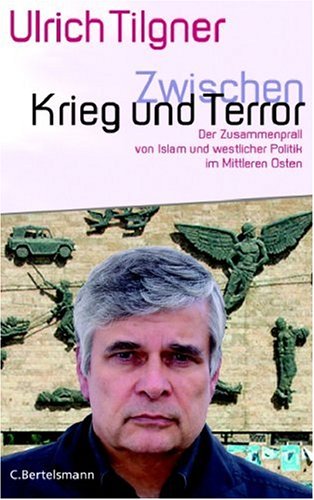 Ulrich Tilgner
Zwischen
Krieg und Terror
Der Zusammenprall
von Islam und westlicher Politik
im Mittleren Osten
C.Bertelsmann